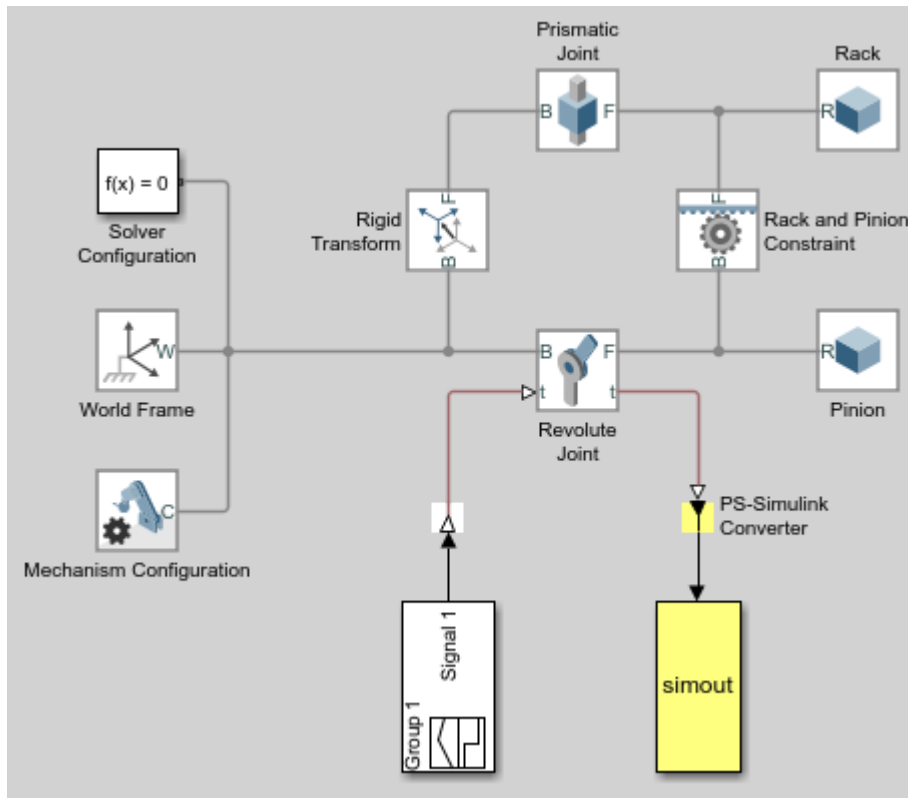 Prismatic
Joint
Rack
B
F
R
f(x) = 0
Solver
Configuration
Rigid
Transform
F
B
F
B
Rack and Pinion
Constraint
W
World Frame
B
F
t
t
Revolute
Joint
R
Pinion
C
Mechanism Configuration
PS-Simulink
Converter
Signal 1
Group 1
simout